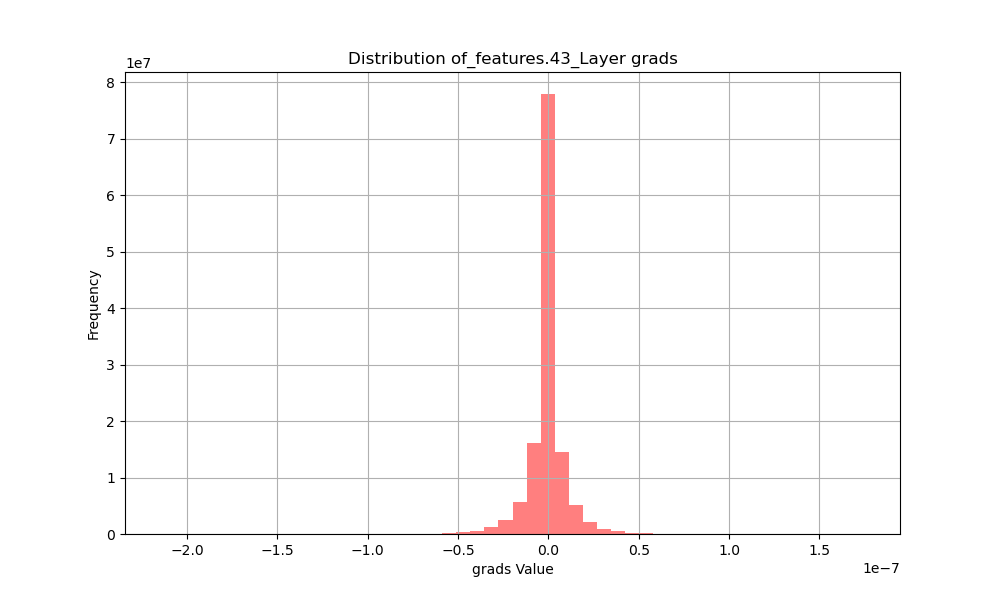 Distribution of_features.43_Layer grads
1e7
8
7
6
5
4
3
2
1
0
Frequency
−2.0 −1.5 −1.0 −0.5 0.0 0.5 1.0 1.5
grads Value
1e−7